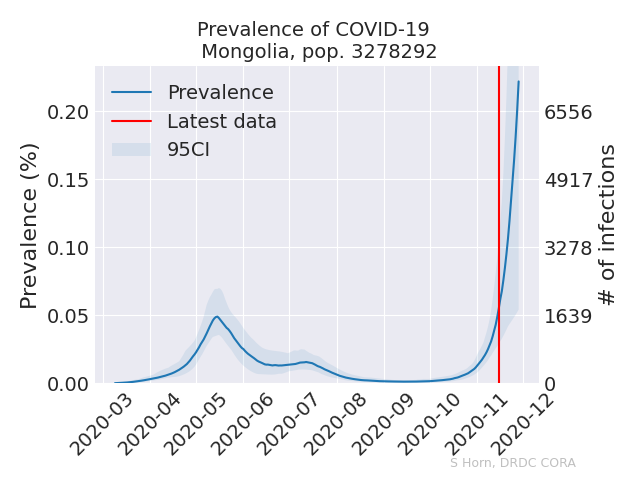 Prevalence of COVID-19
Mongolia, pop. 3278292
Prevalence
Latest data
95CI
Prevalence (%)
0.20
0.15
0.10
0.05
0.00
6556
4917
3278
1639
0
# of infections
2020-03
2020-04
2020-05
2020-06
2020-07
2020-08
2020-09
2020-10
2020-11
2020-12
S Horn, DRDC CORA